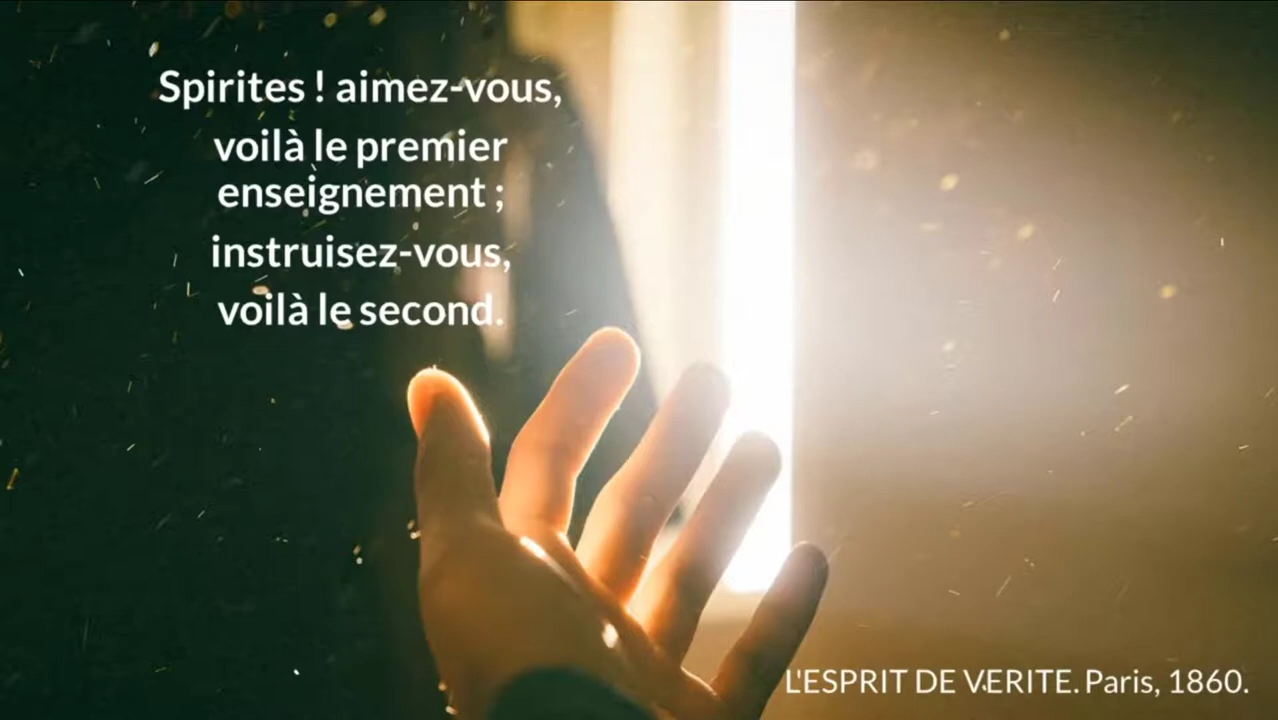 Spirites ! aimez-vous,
voilà le premier
enseignement ;
instruisez-vous,
voilà le second.
L'ESPRIT DE VERITE. Paris, 1860.